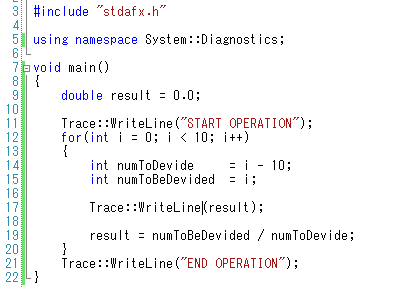 3 #include "stdafx.h"
4
5 using namespace System::Diagnostics;
6
7 void main()
8 {
9 double result = 0.0;
10
11 Trace::WriteLine("START OPERATION");
12 for(int i = 0; i < 10; i++)
13 {
14 int numToDevide = i - 10;
15 int numToBeDevided = i;
16
17 Trace::WriteLine(result);
18
19 result = numToBeDevided / numToDevide;
20 }
21 Trace::WriteLine("END OPERATION");
22 }